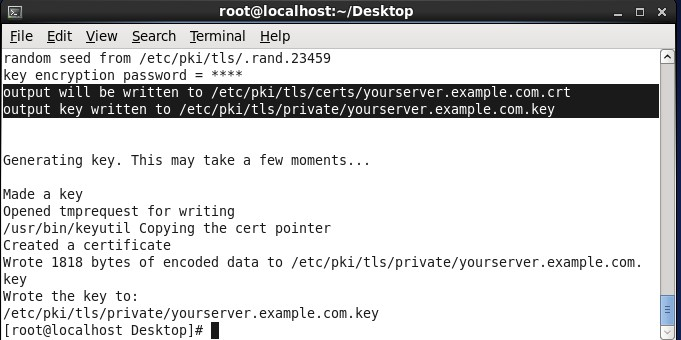 root@localhost:~/Desktop
File Edit View Search Terminal Help
random seed from /etc/pki/tls/.rand.23459
key encryption password = ****
output will be written to /etc/pki/tls/certs/yourserver.example.com.crt
output key written to /etc/pki/tls/private/yourserver.example.com.key
Generating key. This may take a few moments...
Made a key
Opened tmprequest for writing
/usr/bin/keyutil Copying the cert pointer
Created a certificate
Wrote 1818 bytes of encoded data to /etc/pki/tls/private/yourserver.example.com.
key
Wrote the key to:
/etc/pki/tls/private/yourserver.example.com.key
[root@localhost Desktop]#